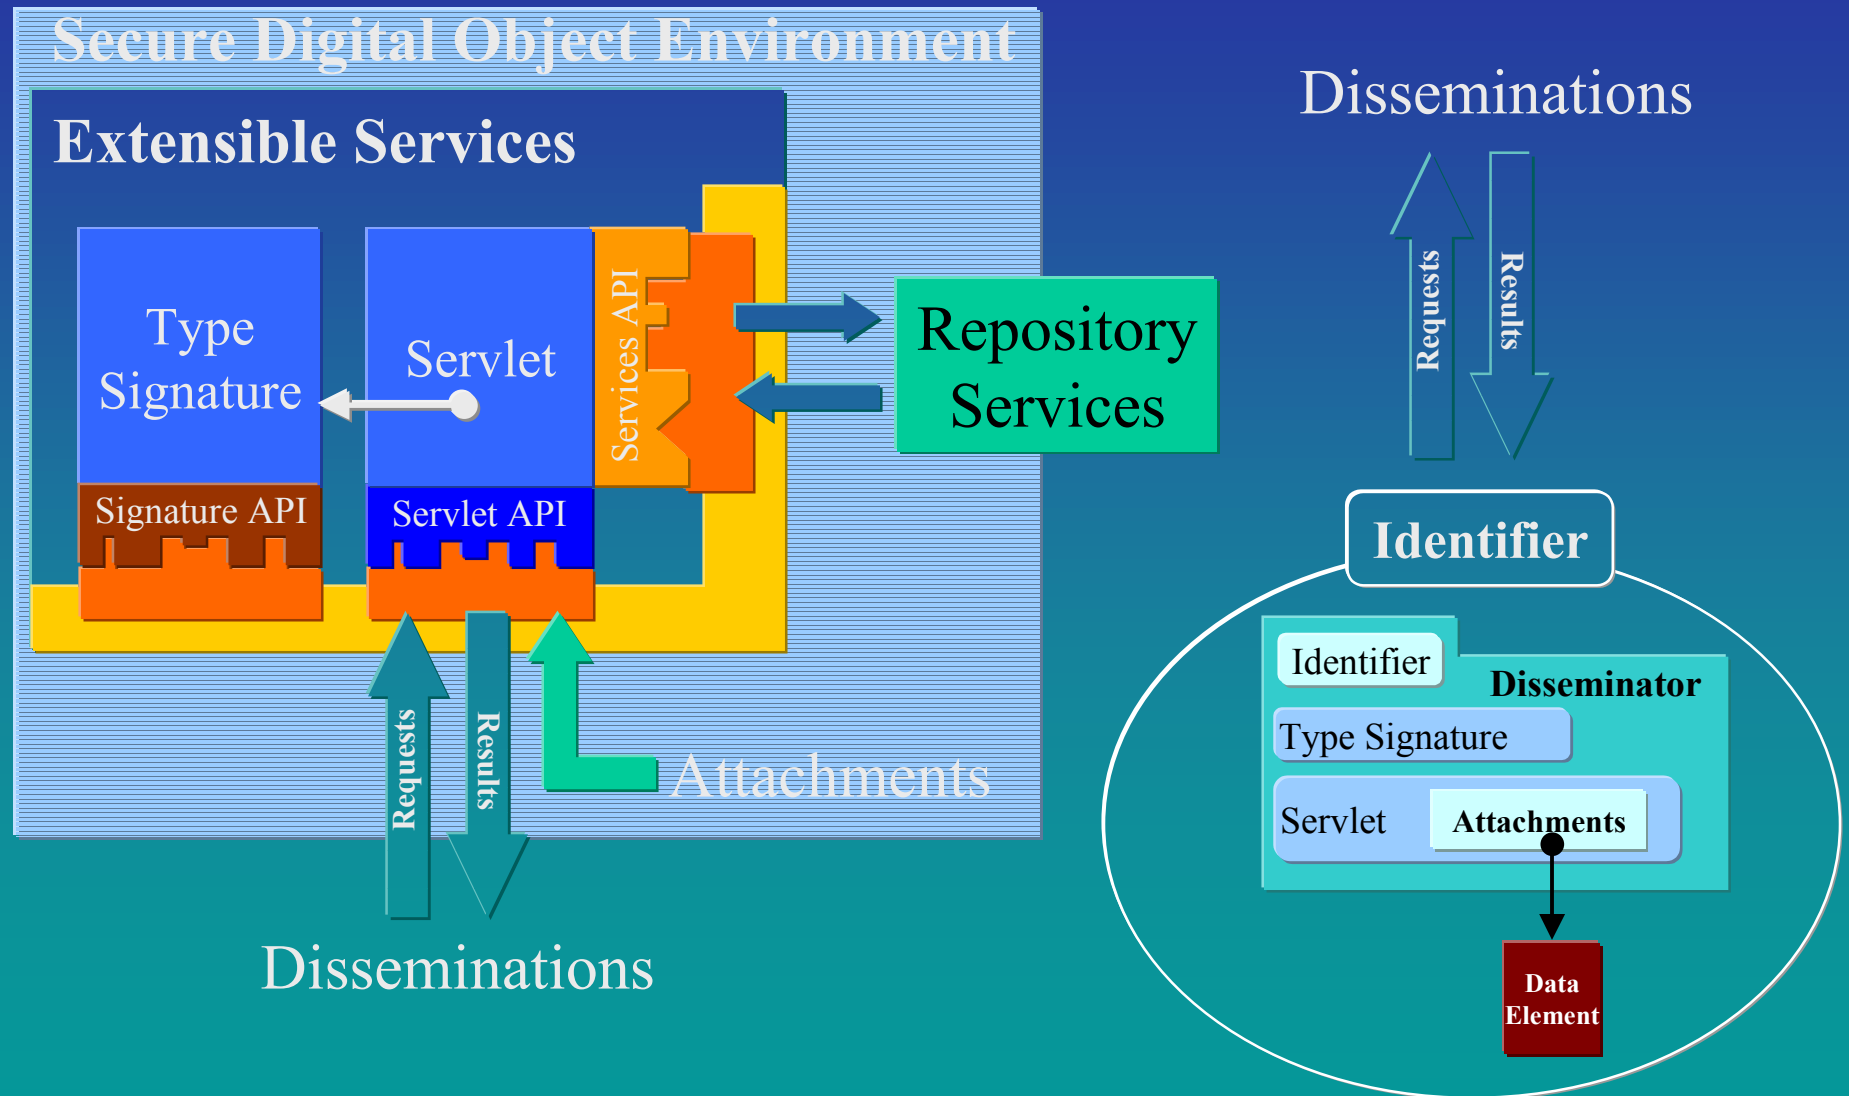 Secure Digital Object Environment
Extensible Services
Type
Signature
Servlet
Services API
Signature API
Servlet API
Repository
Services
Requests
Results
Attachments
Disseminations
Disseminations
Requests
Results
Identifier
Identifier
Disseminator
Type Signature
Servlet
Attachments
Data
Element